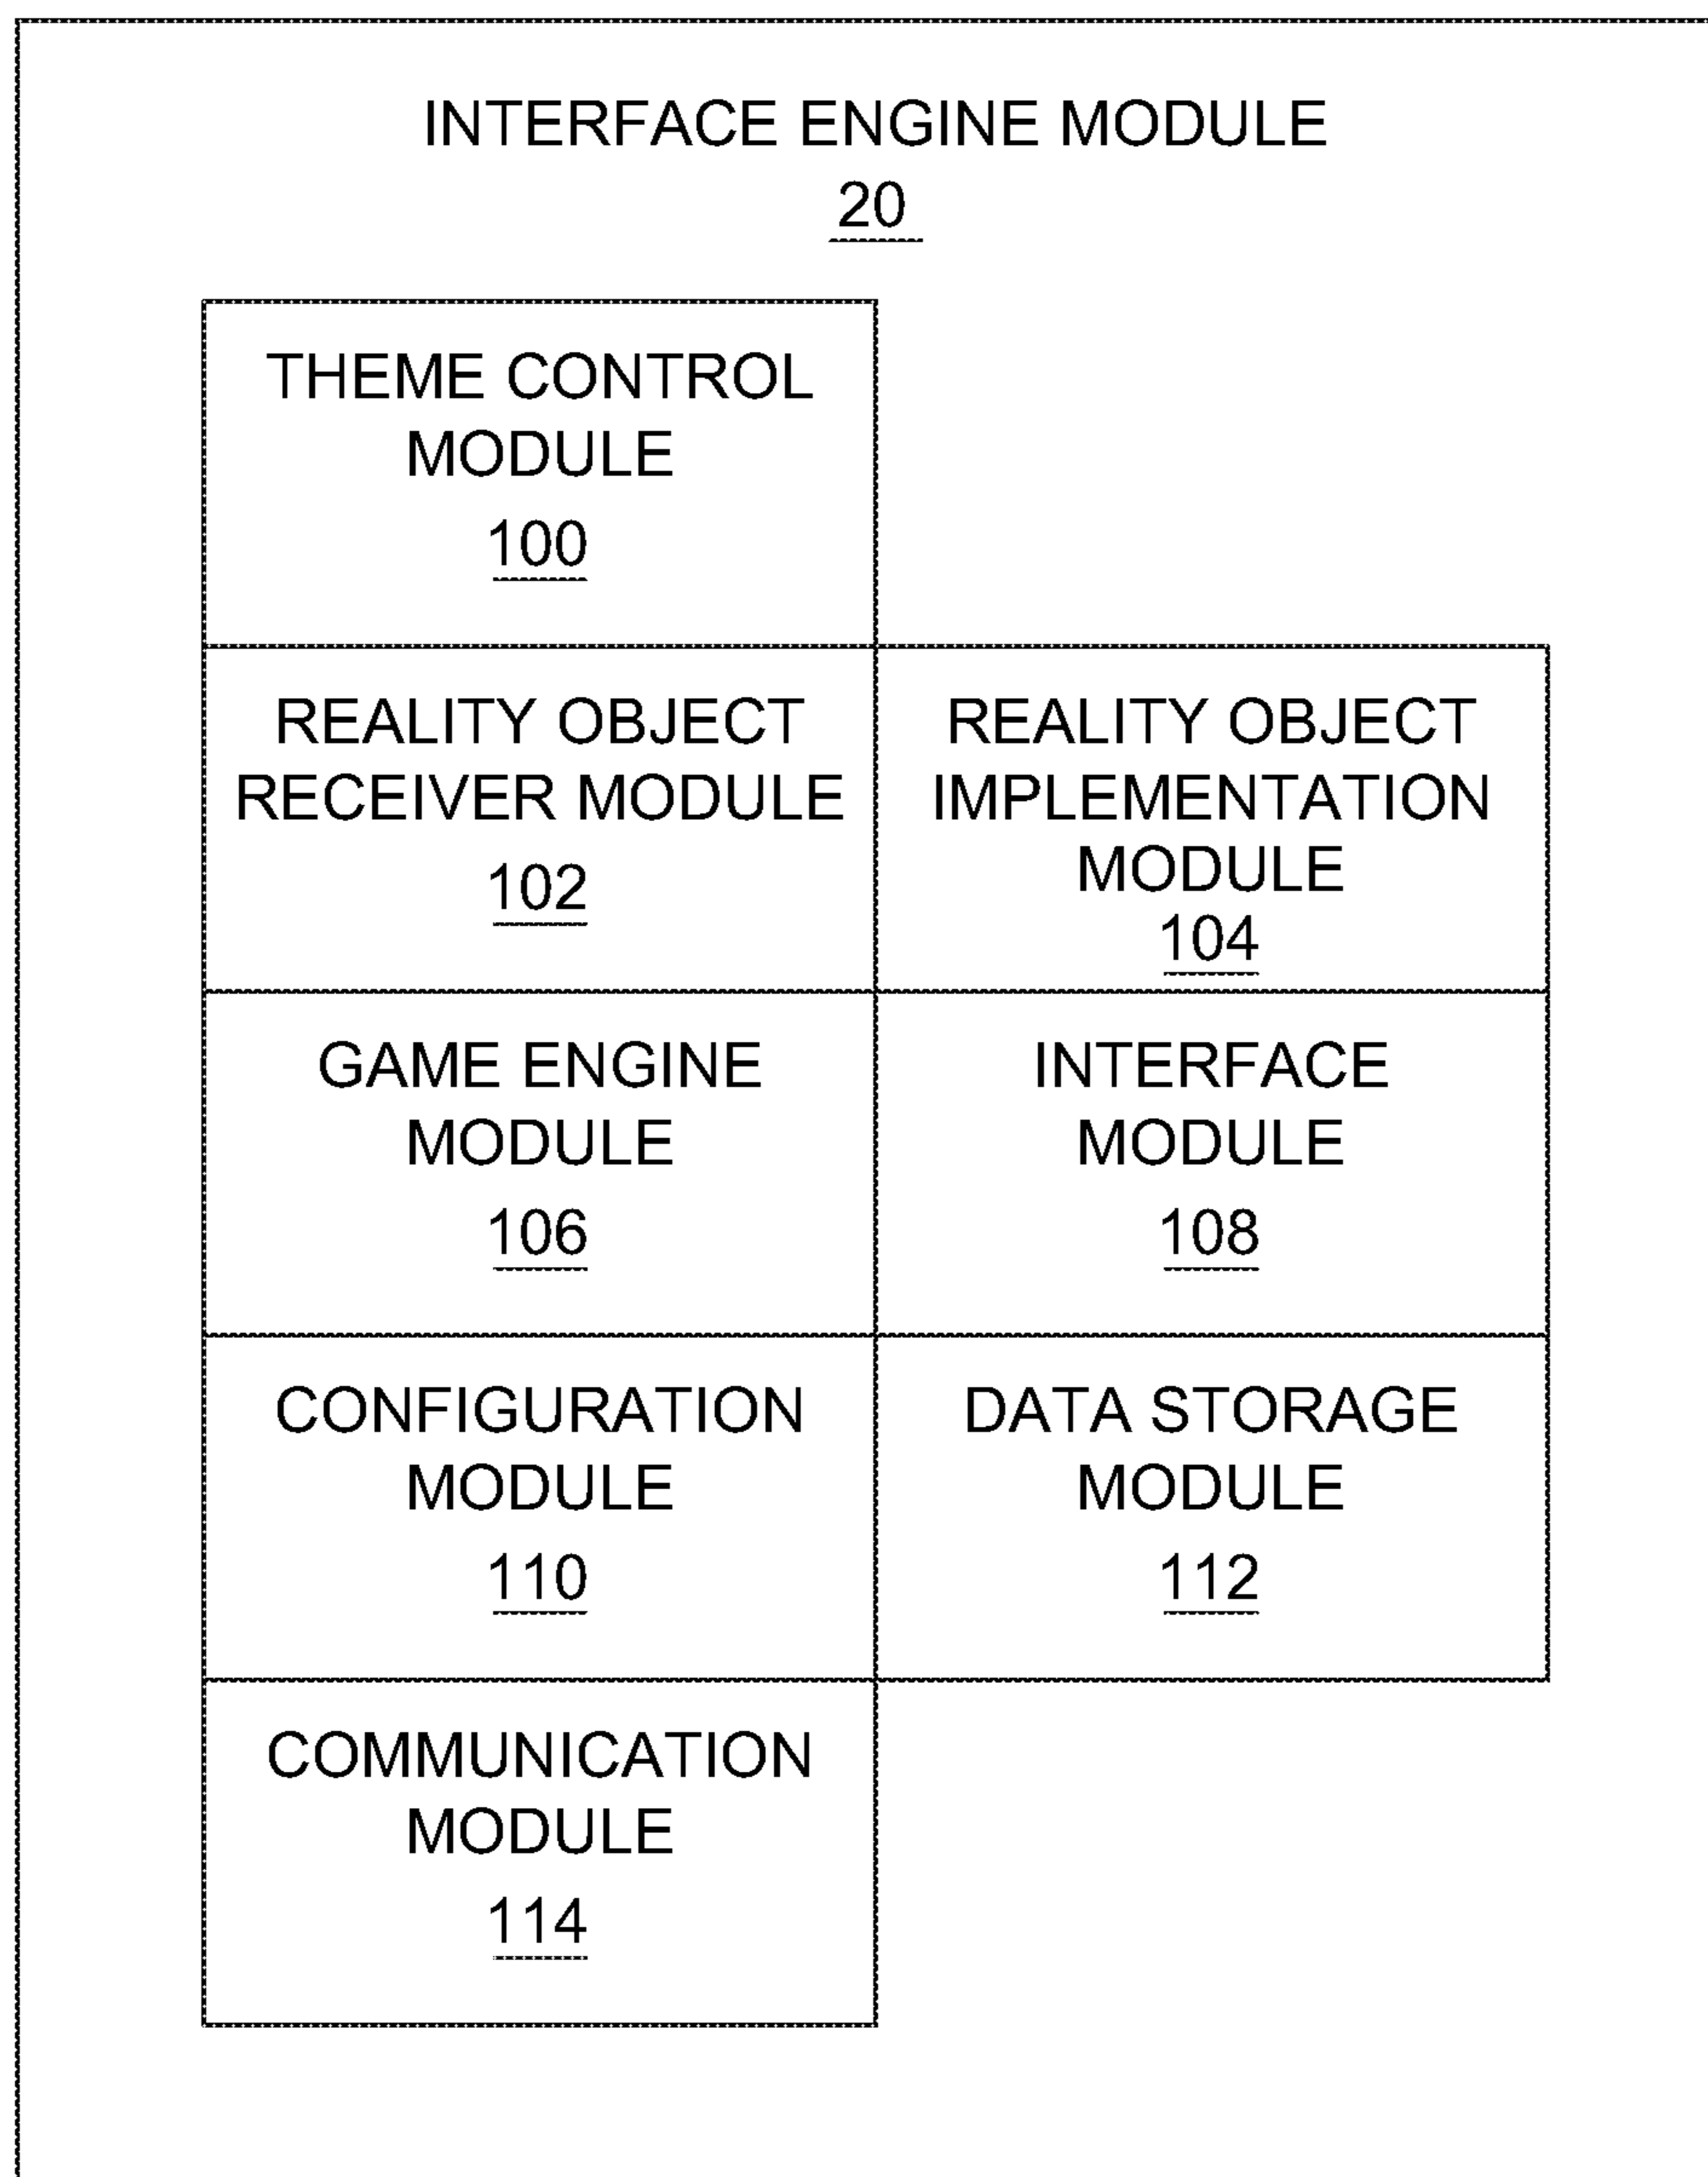 INTERFACE ENGINE MODULE
20
THEME CONTROL
MODULE
100
REALITY OBJECT
RECEIVER MODULE
102
REALITY OBJECT
IMPLEMENTATION
MODULE
104
GAME ENGINE
MODULE
106
INTERFACE
MODULE
108
CONFIGURATION
MODULE
110
DATA STORAGE
MODULE
112
COMMUNICATION
MODULE
114